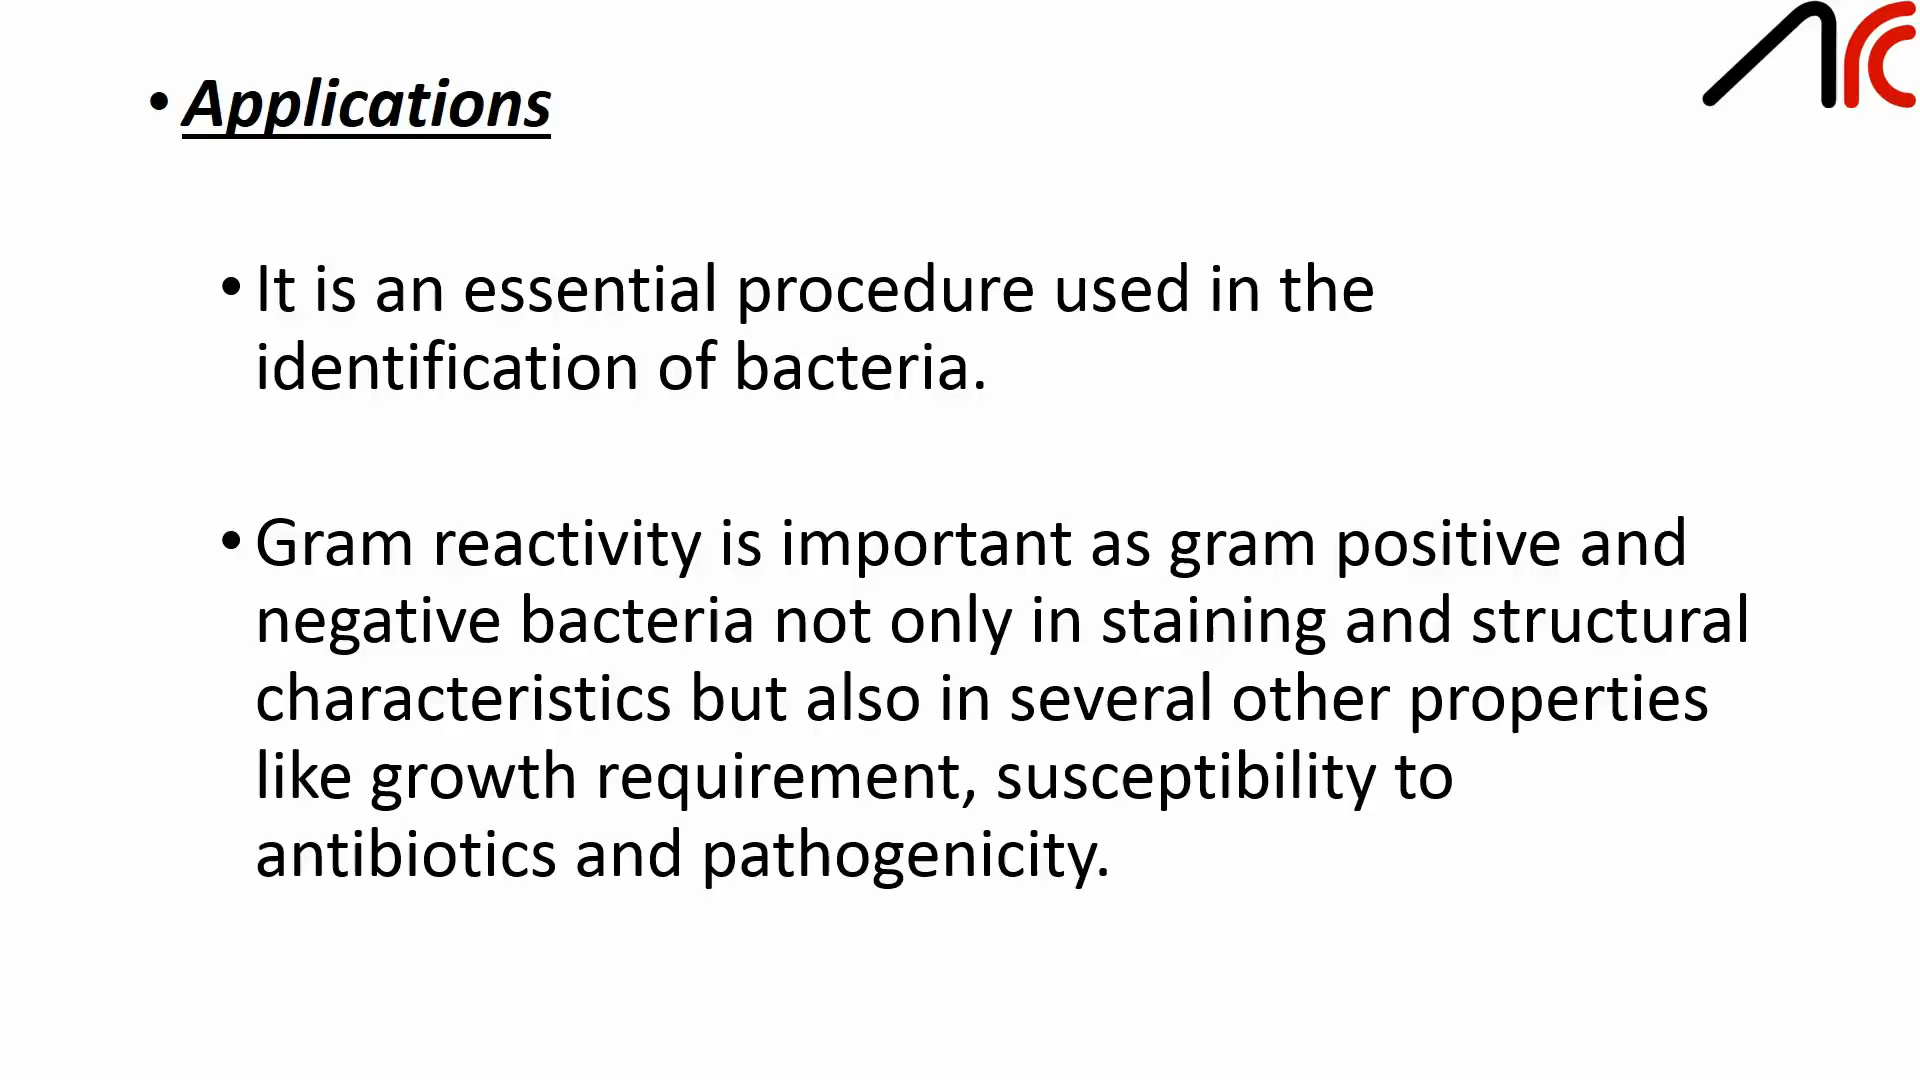 • Applications
• It is an essential procedure used in the
identification of bacteria.
• Gram reactivity is important as gram positive and
negative bacteria not only in staining and structural
characteristics but also in several other properties
like growth requirement, susceptibility to
antibiotics and pathogenicity.